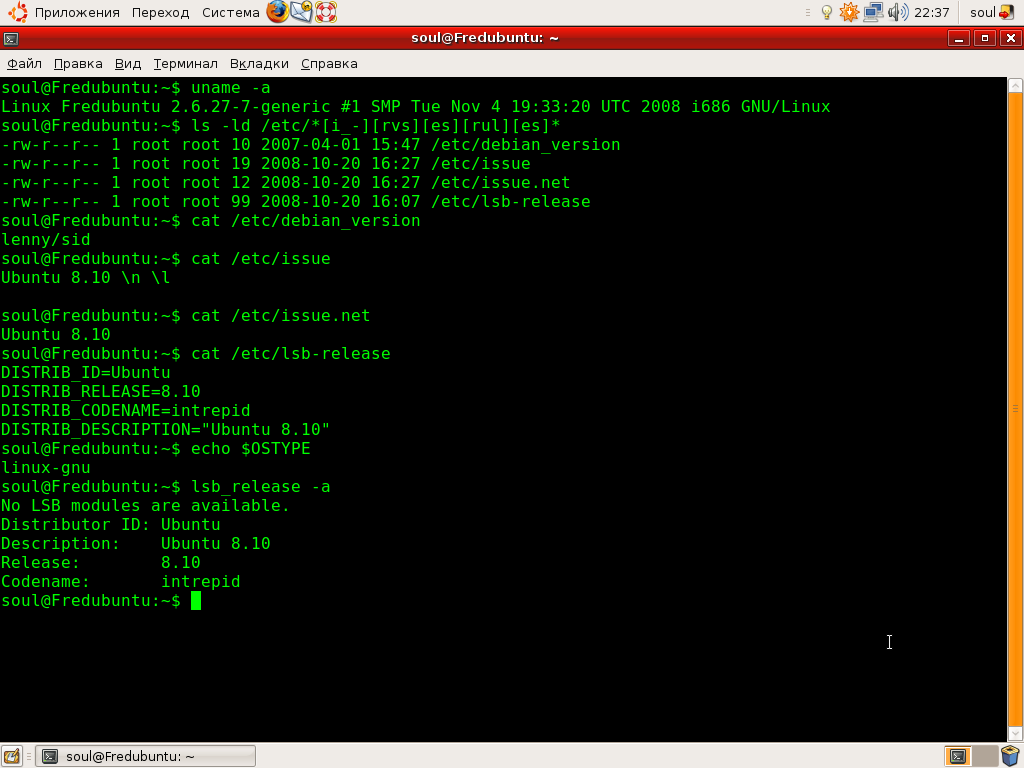 Приложения Переход Система 22:37 soul
soul@Fredubuntu: ~
Файл Правка Вид Терминал Вкладки Справка
soul@Fredubuntu:~$ uname -a
Linux Fredubuntu 2.6.27-7-generic #1 SMP Tue Nov 4 19:33:20 UTC 2008 i686 GNU/Linux
soul@Fredubuntu:~$ ls -ld /etc/*[i_-][rvs][es][rul][es]*
-rw-r--r-- 1 root root 10 2007-04-01 15:47 /etc/debian_version
-rw-r--r-- 1 root root 19 2008-10-20 16:27 /etc/issue
-rw-r--r-- 1 root root 12 2008-10-20 16:27 /etc/issue.net
-rw-r--r-- 1 root root 99 2008-10-20 16:07 /etc/lsb-release
soul@Fredubuntu:~$ cat /etc/debian_version
lenny/sid
soul@Fredubuntu:~$ cat /etc/issue
Ubuntu 8.10 \n \l

soul@Fredubuntu:~$ cat /etc/issue.net
Ubuntu 8.10
soul@Fredubuntu:~$ cat /etc/lsb-release
DISTRIB_ID=Ubuntu
DISTRIB_RELEASE=8.10
DISTRIB_CODENAME=intrepid
DISTRIB_DESCRIPTION="Ubuntu 8.10"
soul@Fredubuntu:~$ echo $OSTYPE
linux-gnu
soul@Fredubuntu:~$ lsb_release -a
No LSB modules are available.
Distributor ID: Ubuntu
Description:    Ubuntu 8.10
Release:        8.10
Codename:       intrepid
soul@Fredubuntu:~$
soul@Fredubuntu: ~